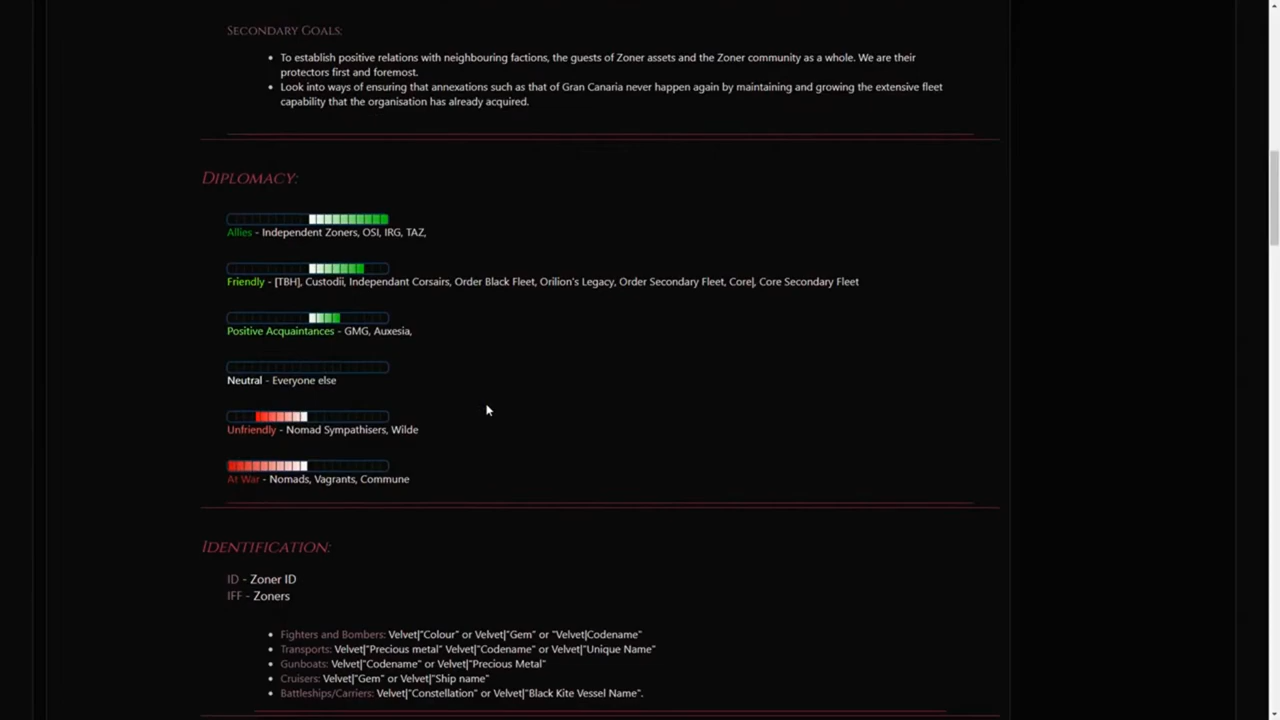 Secondary Goals:
To establish positive relations with neighbouring factions, the guests of Zoner assets and the Zoner community as a whole. We are their
protectors first and foremost.
Look into ways of ensuring that annexations such as that of Gran Canaria never happen again by maintaining and growing the extensive fleet
capability that the organisation has already acquired.
Diplomacy:
Allies - Independent Zoners, OSI, IRG, TAZ,
Friendly - [TBH], Custodii, Independant Corsairs, Order Black Fleet, Orilion's Legacy, Order Secondary Fleet, Core|, Core Secondary Fleet
Positive Acquaintances - GMG, Auxesia,
Neutral - Everyone else
Unfriendly - Nomad Sympathisers, Wilde
At War - Nomads, Vagrants, Commune
Identification:
ID - Zoner ID
IFF - Zoners
Fighters and Bombers: Velvet|"Colour" or Velvet|"Gem" or "Velvet|Codename"
Transports: Velvet|"Precious metal" Velvet|"Codename" or Velvet|"Unique Name"
Gunboats: Velvet|"Codename" or Velvet|"Precious Metal"
Cruisers: Velvet|"Gem" or Velvet|"Ship name"
Battleships/Carriers: Velvet|"Constellation" or Velvet|"Black Kite Vessel Name".